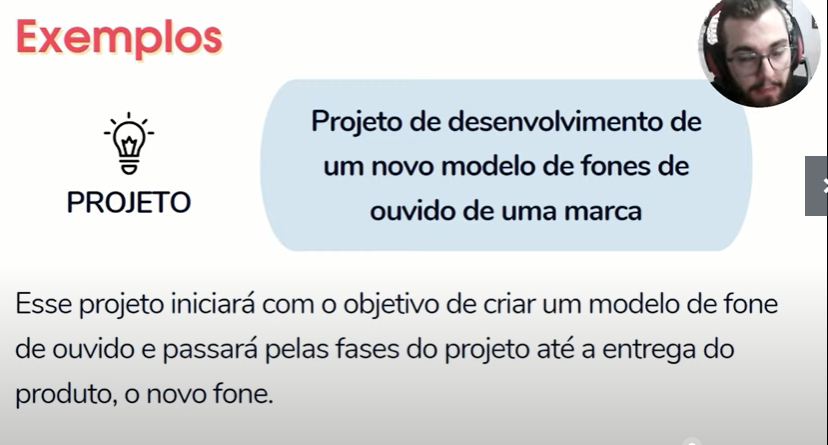 Exemplos
PROJETO
Projeto de desenvolvimento de
um novo modelo de fones de
ouvido de uma marca
Esse projeto iniciará com o objetivo de criar um modelo de fone
de ouvido e passará pelas fases do projeto até a entrega do
produto, o novo fone.